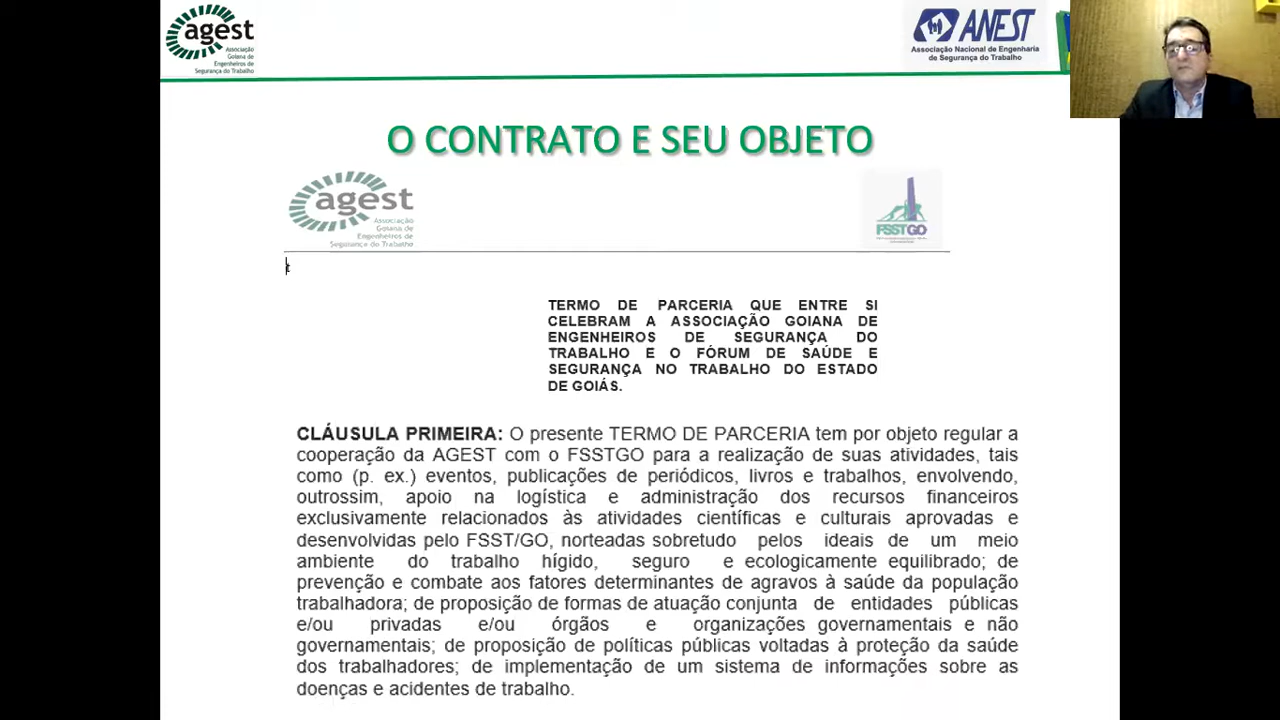 agest
Associação
Goiana de
Engenheiros de
Segurança do Trabalho
ANEST
Associação Nacional de Engenharia
de Segurança do Trabalho
O CONTRATO E SEU OBJETO
agest
Associação
Goiana de
Engenheiros de
Segurança do Trabalho
FSSTGO
TERMO DE PARCERIA QUE ENTRE SI
CELEBRAM A ASSOCIAÇÃO GOIANA DE
ENGENHEIROS DE SEGURANÇA DO
TRABALHO E O FÓRUM DE SAÚDE E
SEGURANÇA NO TRABALHO DO ESTADO
DE GOIÁS.
CLÁUSULA PRIMEIRA: O presente TERMO DE PARCERIA tem por objeto regular a
cooperação da AGEST com o FSSTGO para a realização de suas atividades, tais
como (p. ex.) eventos, publicações de periódicos, livros e trabalhos, envolvendo,
outrossim, apoio na logística e administração dos recursos financeiros
exclusivamente relacionados às atividades científicas e culturais aprovadas e
desenvolvidas pelo FSST/GO, norteadas sobretudo pelos ideais de um meio
ambiente do trabalho hígido, seguro e ecologicamente equilibrado; de
prevenção e combate aos fatores determinantes de agravos à saúde da população
trabalhadora; de proposição de formas de atuação conjunta de entidades públicas
e/ou privadas e/ou órgãos e organizações governamentais e não
governamentais; de proposição de políticas públicas voltadas à proteção da saúde
dos trabalhadores; de implementação de um sistema de informações sobre as
doenças e acidentes de trabalho.